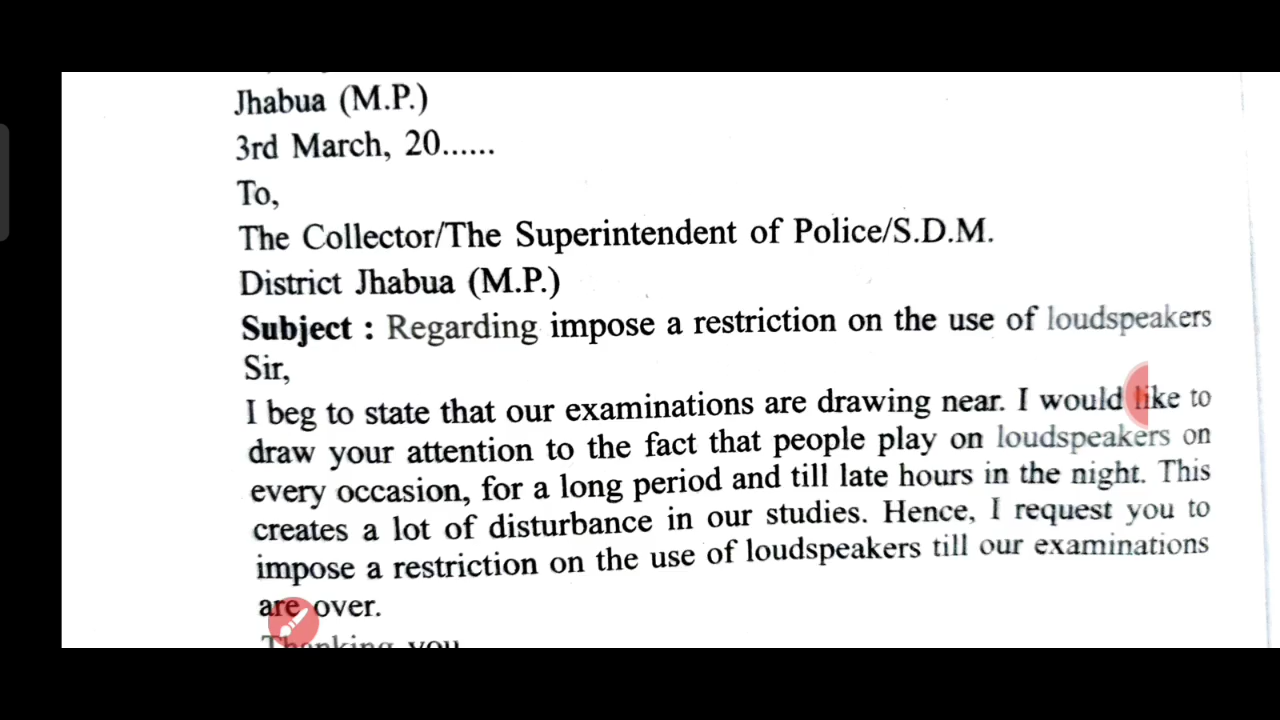 Jhabua (M.P.)
3rd March, 20......
To,
The Collector/The Superintendent of Police/S.D.M.
District Jhabua (M.P.)
Subject : Regarding impose a restriction on the use of loudspeakers
Sir,
I beg to state that our examinations are drawing near. I would like to
draw your attention to the fact that people play on loudspeakers on
every occasion, for a long period and till late hours in the night. This
creates a lot of disturbance in our studies. Hence, I request you to
impose a restriction on the use of loudspeakers till our examinations
are over.
Thanking you